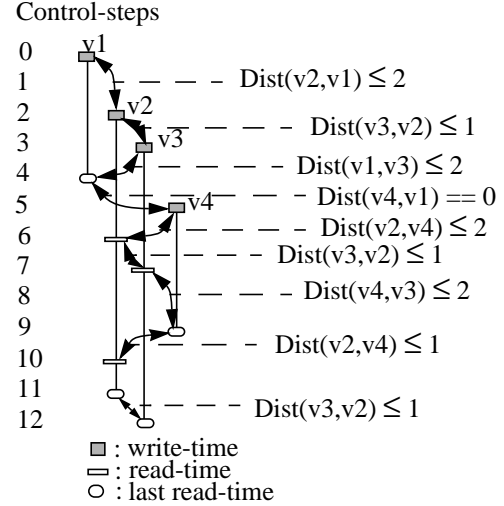 Control-steps
0 v1
1 Dist(v2,v1) ≤ 2
2 v2
Dist(v3,v2) ≤ 1
3 v3
4 Dist(v1,v3) ≤ 2
Dist(v4,v1) == 0
5 v4
Dist(v2,v4) ≤ 2
6
Dist(v3,v2) ≤ 1
7
8 Dist(v4,v3) ≤ 2
9
Dist(v2,v4) ≤ 1
10
11
Dist(v3,v2) ≤ 1
12
: write-time
: read-time
: last read-time